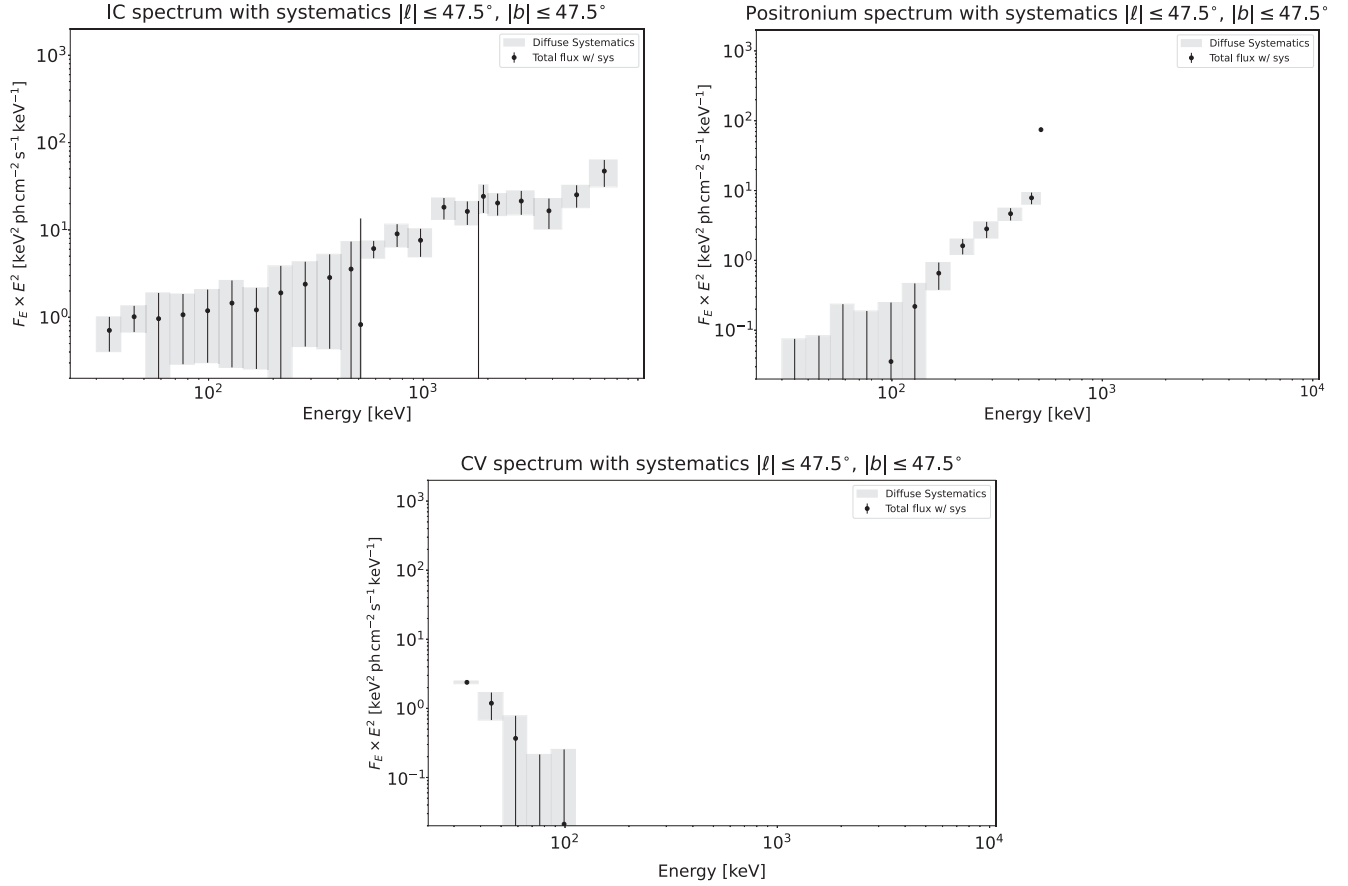 IC spectrum with systematics |ℓ| ≤ 47.5°, |b| ≤ 47.5°
Diffuse Systematics
Total flux w/ sys
F_E × E² [keV² ph cm⁻² s⁻¹ keV⁻¹]
10³
10²
10¹
10⁰
10² 10³
Energy [keV]
Positronium spectrum with systematics |ℓ| ≤ 47.5°, |b| ≤ 47.5°
Diffuse Systematics
Total flux w/ sys
F_E × E² [keV² ph cm⁻² s⁻¹ keV⁻¹]
10³
10²
10¹
10⁰
10⁻¹
10² 10³ 10⁴
Energy [keV]
CV spectrum with systematics |ℓ| ≤ 47.5°, |b| ≤ 47.5°
Diffuse Systematics
Total flux w/ sys
F_E × E² [keV² ph cm⁻² s⁻¹ keV⁻¹]
10³
10²
10¹
10⁰
10⁻¹
10² 10³ 10⁴
Energy [keV]